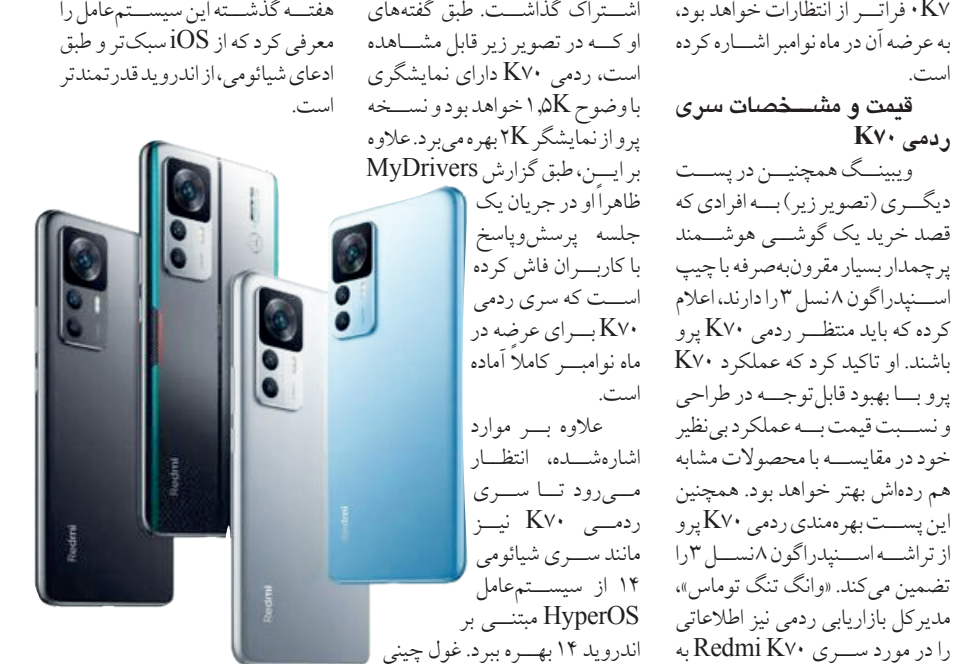 K۷۰ فراتر از انتظارات خواهد بود،
به عرضه آن در ماه نوامبر اشاره کرده
است.
قیمت و مشخصات سری
ردمی K۷۰
ویبینگ همچنین در پست
دیگری (تصویر زیر) به افرادی که
قصد خرید یک گوشی هوشمند
پرچمدار بسیار مقرون‌به‌صرفه با چیپ
اسنپدراگون ۸ نسل ۳ را دارند، اعلام
کرده که باید منتظر ردمی K۷۰ پرو
باشند. او تاکید کرد که عملکرد K۷۰
پرو با بهبود قابل‌توجه در طراحی
و نسبت قیمت به عملکرد بی‌نظیر
خود در مقایسه با محصولات مشابه
هم رده‌اش بهتر خواهد بود. همچنین
این پست بهره‌مندی ردمی K۷۰ پرو
از تراشه اسنپدراگون ۸ نسل ۳ را
تضمین می‌کند. «وانگ تنگ توماس»،
مدیرکل بازاریابی ردمی نیز اطلاعاتی
را در مورد سری Redmi K۷۰ به
اشتراک گذاشت. طبق گفته‌های
او که در تصویر زیر قابل مشاهده
است، ردمی K۷۰ دارای نمایشگری
با وضوح ۱٫۵K خواهد بود و نسخه
پرو از نمایشگر ۲K بهره می‌برد. علاوه
بر این، طبق گزارش MyDrivers
ظاهراً او در جریان یک
جلسه پرسش‌وپاسخ
با کاربران فاش کرده
است که سری ردمی
K۷۰ برای عرضه در
ماه نوامبر کاملاً آماده
است.
علاوه بر موارد
اشاره‌شده، انتظار
می‌رود تا سری
ردمی K۷۰ نیز
مانند سری شیائومی
۱۴ از سیستم‌عامل
HyperOS مبتنی بر
اندروید ۱۴ بهره ببرد. غول چینی
هفته گذشته این سیستم‌عامل را
معرفی کرد که از iOS سبک‌تر و طبق
ادعای شیائومی، از اندروید قدرتمندتر
است.
Redmi
Redmi
Redmi
Redmi